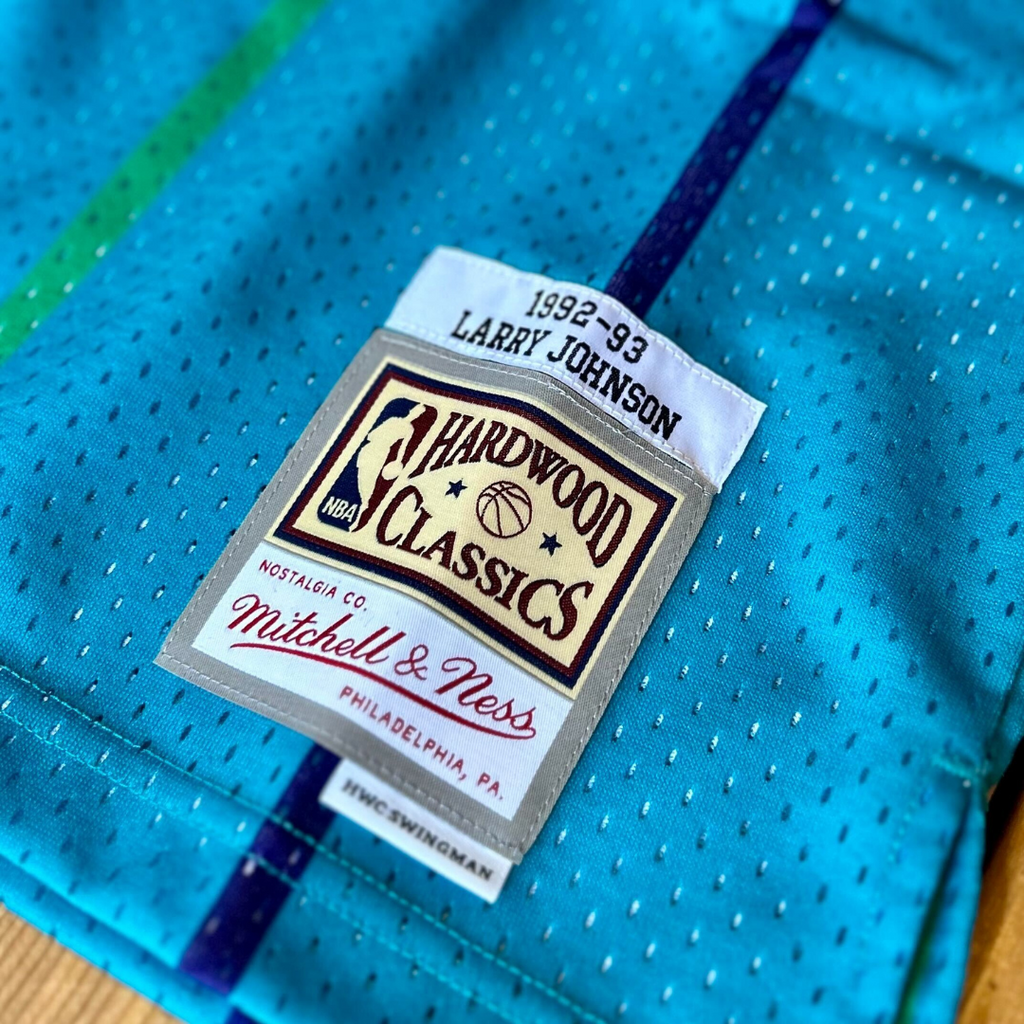 1992-93
LARRY JOHNSON
HARDWOOD
CLASSICS
NBA
NOSTALGIA CO.
Mitchell & Ness
PHILADELPHIA, PA.
HWC SWINGMAN